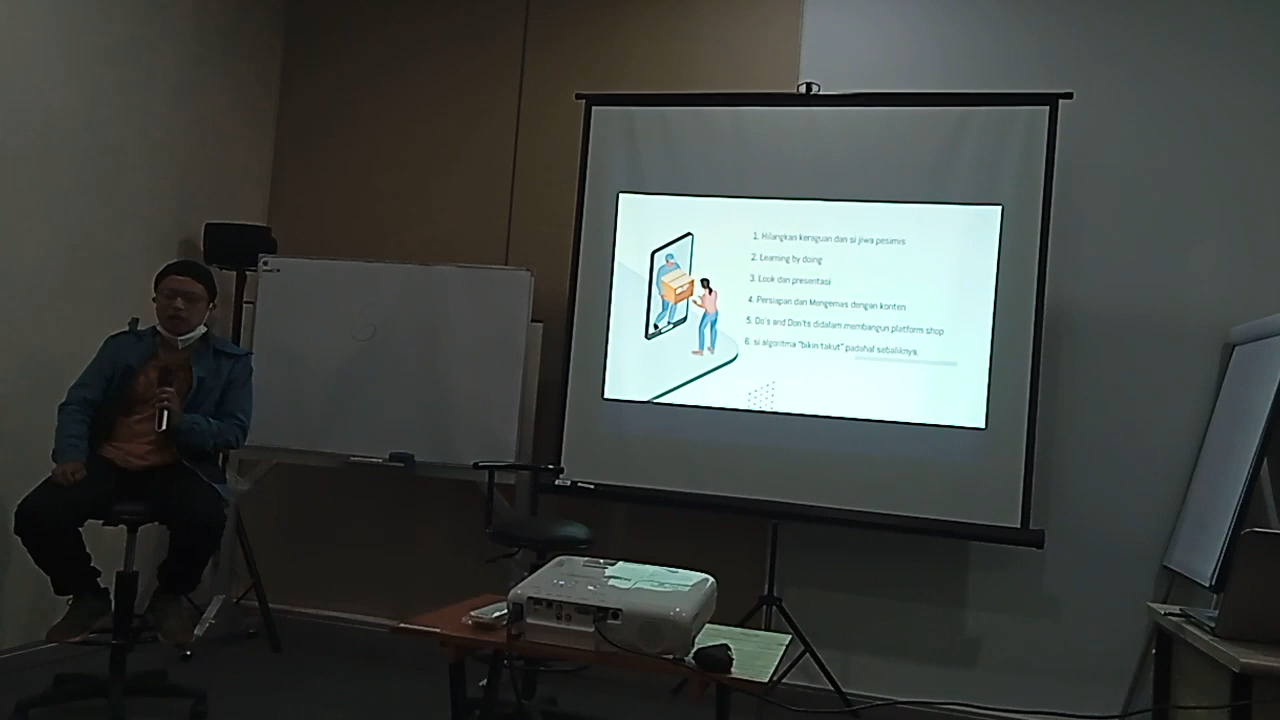 1. Hilangkan keraguan dan si jiwa pesimis
2. Learning by doing
3. Look dan presentasi
4. Persiapan dan Mengemas dengan konten
5. Do's and Don'ts didalam membangun platform shop
6. si algoritma "bikin takut" padahal sebaliknya